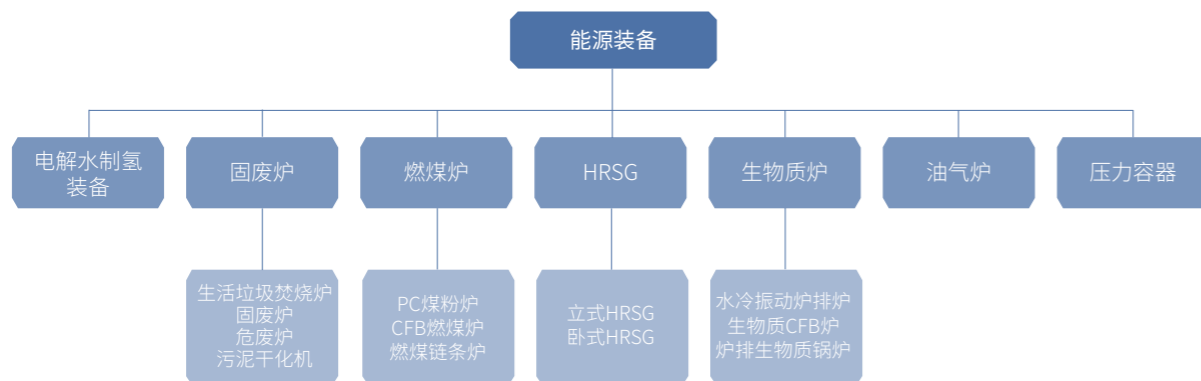 能源装备
电解水制氢
装备
固废炉
燃煤炉
HRSG
生物质炉
油气炉
压力容器
生活垃圾焚烧炉
固废炉
危废炉
污泥干化机
PC煤粉炉
CFB燃煤炉
燃煤链条炉
立式HRSG
卧式HRSG
水冷振动炉排炉
生物质CFB炉
炉排生物质锅炉